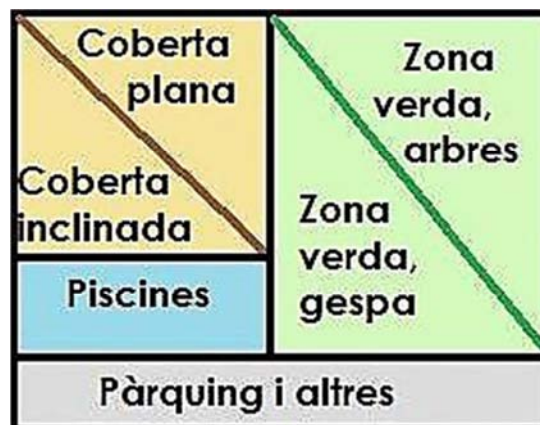 Coberta
plana
Coberta
inclinada
Piscines
Zona
verda,
arbres
Zona
verda,
gespa
Pàrquing i altres